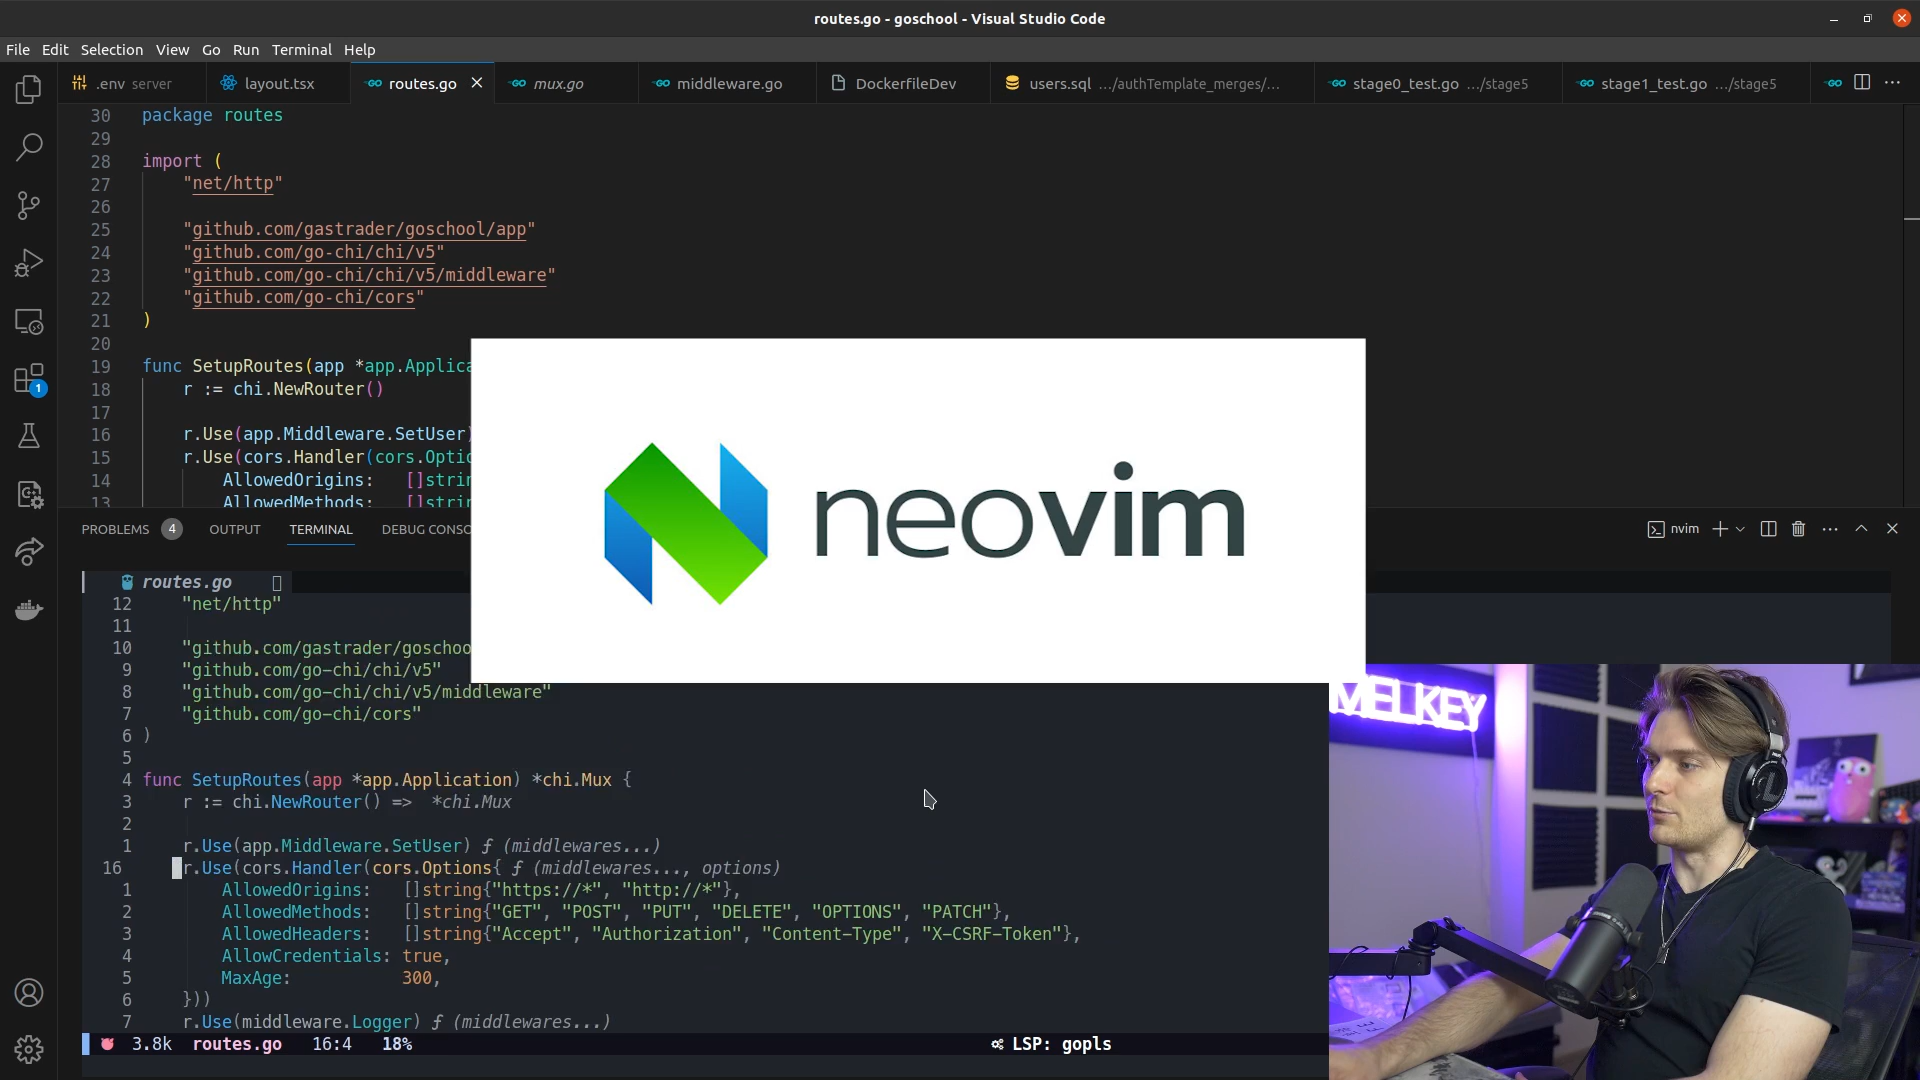 routes.go - goschool - Visual Studio Code
File Edit Selection View Go Run Terminal Help
.env server
layout.tsx
routes.go
mux.go
middleware.go
DockerfileDev
users.sql .../authTemplate_merges/...
stage0_test.go .../stage5
stage1_test.go .../stage5
30 package routes
29
28 import (
27 "net/http"
26
25 "github.com/gastrader/goschool/app"
24 "github.com/go-chi/chi/v5"
23 "github.com/go-chi/chi/v5/middleware"
22 "github.com/go-chi/cors"
21 )
20
19 func SetupRoutes(app *app.Applica
18 r := chi.NewRouter()
17
16 r.Use(app.Middleware.SetUser)
15 r.Use(cors.Handler(cors.Optio
14 AllowedOrigins: []strin
13 AllowedMethods: []strin
1
neovim
PROBLEMS 4 OUTPUT TERMINAL DEBUG CONSO
nvim
routes.go
12 "net/http"
11
10 "github.com/gastrader/goschoo
9 "github.com/go-chi/chi/v5"
8 "github.com/go-chi/chi/v5/middleware"
7 "github.com/go-chi/cors"
6 )
5
4 func SetupRoutes(app *app.Application) *chi.Mux {
3 r := chi.NewRouter() => *chi.Mux
2
1 r.Use(app.Middleware.SetUser) ƒ (middlewares...)
16 r.Use(cors.Handler(cors.Options{ ƒ (middlewares..., options)
1 AllowedOrigins: []string{"https://*", "http://*"},
2 AllowedMethods: []string{"GET", "POST", "PUT", "DELETE", "OPTIONS", "PATCH"},
3 AllowedHeaders: []string{"Accept", "Authorization", "Content-Type", "X-CSRF-Token"},
4 AllowCredentials: true,
5 MaxAge: 300,
6 }))
7 r.Use(middleware.Logger) ƒ (middlewares...)
3.8k routes.go 16:4 18%
LSP: gopls
MELKEY